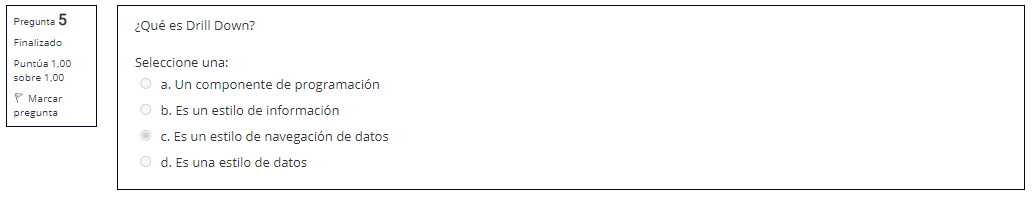 Pregunta 5
Finalizado
Puntúa 1,00
sobre 1,00
Marcar
pregunta
¿Qué es Drill Down?
Seleccione una:
a. Un componente de programación
b. Es un estilo de información
c. Es un estilo de navegación de datos
d. Es una estilo de datos